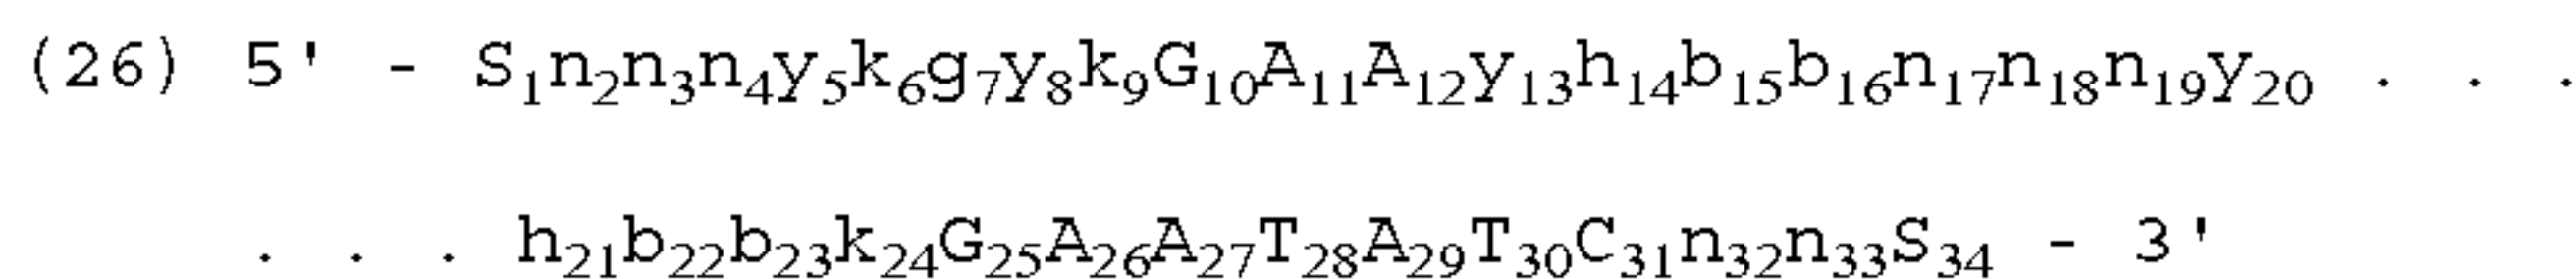 (26) 5' - S₁n₂n₃n₄y₅k₆g₇y₈k₉G₁₀A₁₁A₁₂y₁₃h₁₄b₁₅b₁₆n₁₇n₁₈n₁₉y₂₀ . . .
. . . h₂₁b₂₂b₂₃k₂₄G₂₅A₂₆A₂₇T₂₈A₂₉T₃₀C₃₁n₃₂n₃₃S₃₄ - 3'